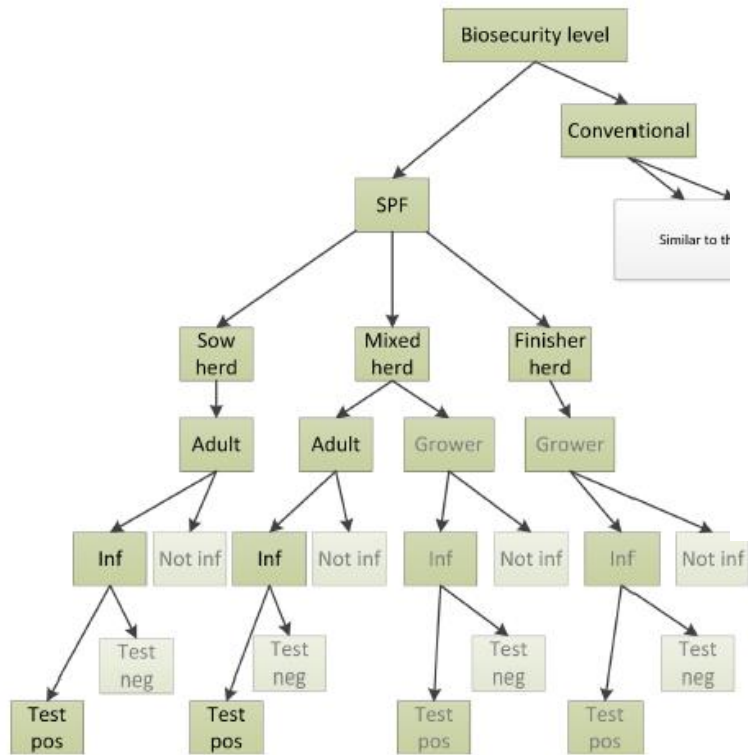 Biosecurity level
Conventional
SPF
Similar to th
Sow
herd
Mixed
herd
Finisher
herd
Adult
Adult
Grower
Grower
Inf
Not inf
Inf
Not inf
Inf
Not inf
Inf
Not inf
Test
neg
Test
neg
Test
neg
Test
neg
Test
pos
Test
pos
Test
pos
Test
pos